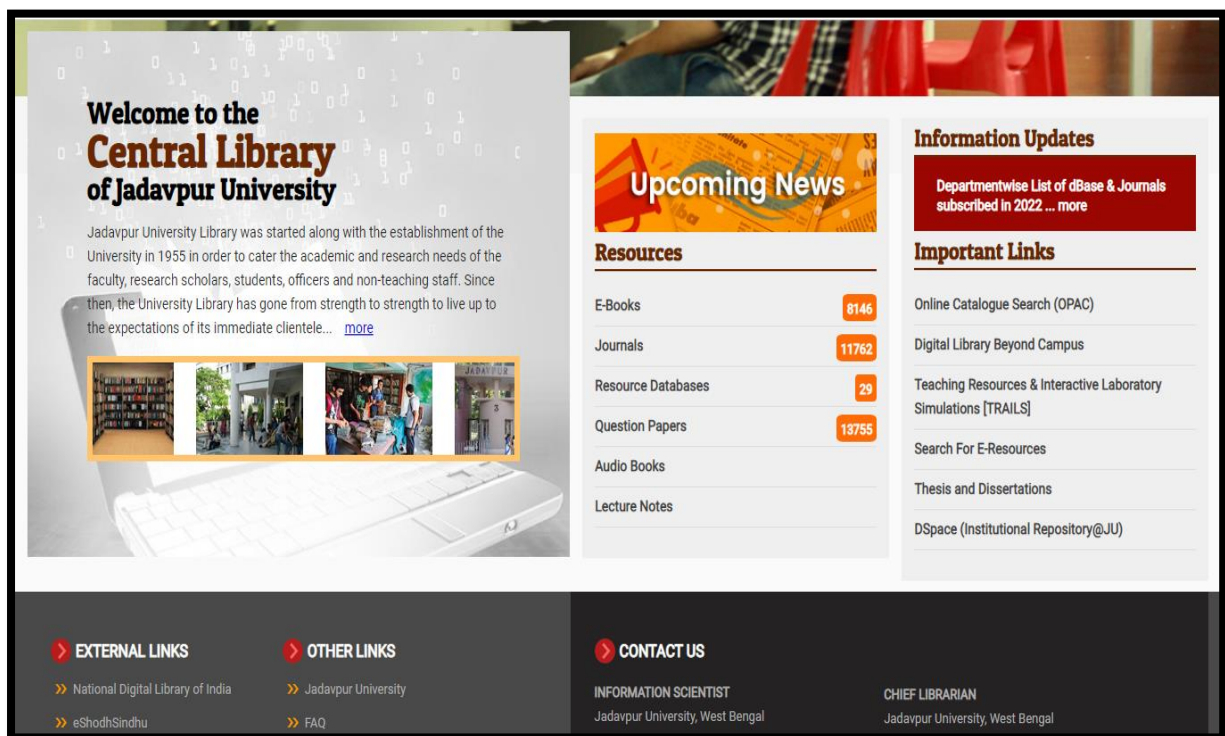 Welcome to the
Central Library
of Jadavpur University
Jadavpur University Library was started along with the establishment of the
University in 1955 in order to cater the academic and research needs of the
faculty, research scholars, students, officers and non-teaching staff. Since
then, the University Library has gone from strength to strength to live up to
the expectations of its immediate clientele... more
JADAVPUR
3
Upcoming News
Resources
E-Books 8146
Journals 11762
Resource Databases 29
Question Papers 13755
Audio Books
Lecture Notes
Information Updates
Departmentwise List of dBase & Journals
subscribed in 2022 ... more
Important Links
Online Catalogue Search (OPAC)
Digital Library Beyond Campus
Teaching Resources & Interactive Laboratory
Simulations [TRAILS]
Search For E-Resources
Thesis and Dissertations
DSpace (Institutional Repository@JU)
EXTERNAL LINKS
National Digital Library of India
eShodhSindhu
OTHER LINKS
Jadavpur University
FAQ
CONTACT US
INFORMATION SCIENTIST
Jadavpur University, West Bengal
CHIEF LIBRARIAN
Jadavpur University, West Bengal